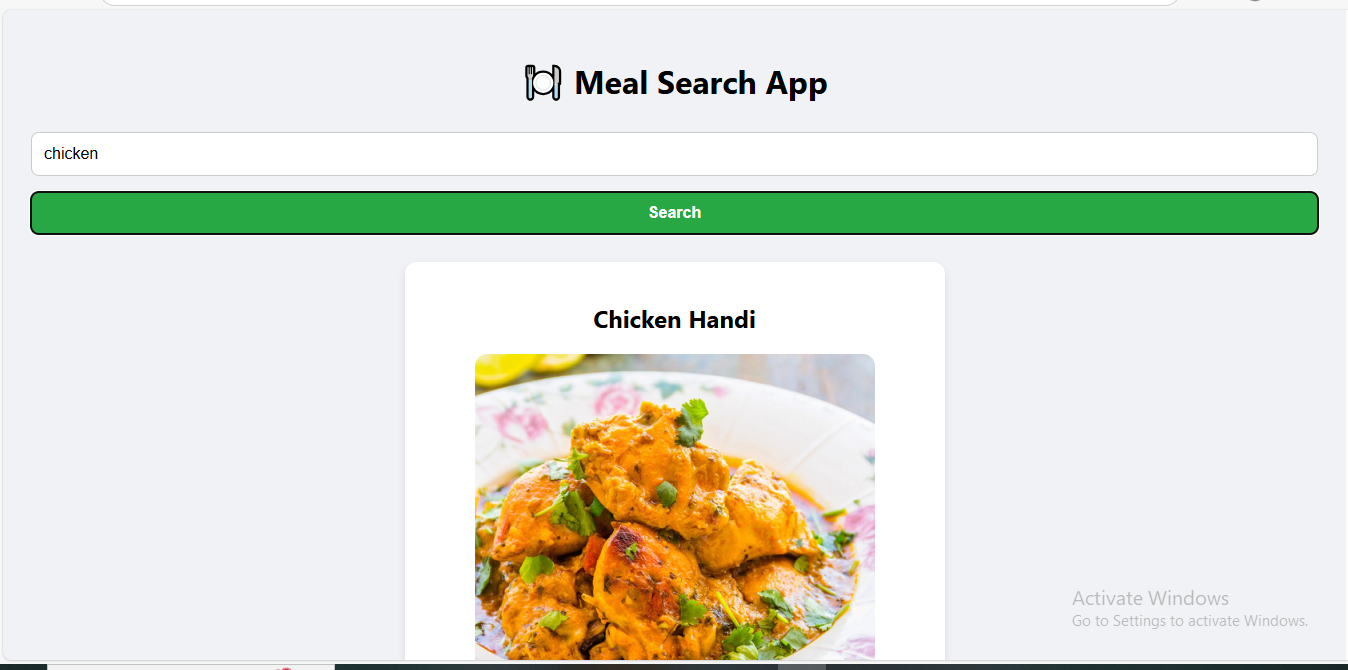 🍽 Meal Search App
chicken
Search
Chicken Handi
Activate Windows
Go to Settings to activate Windows.